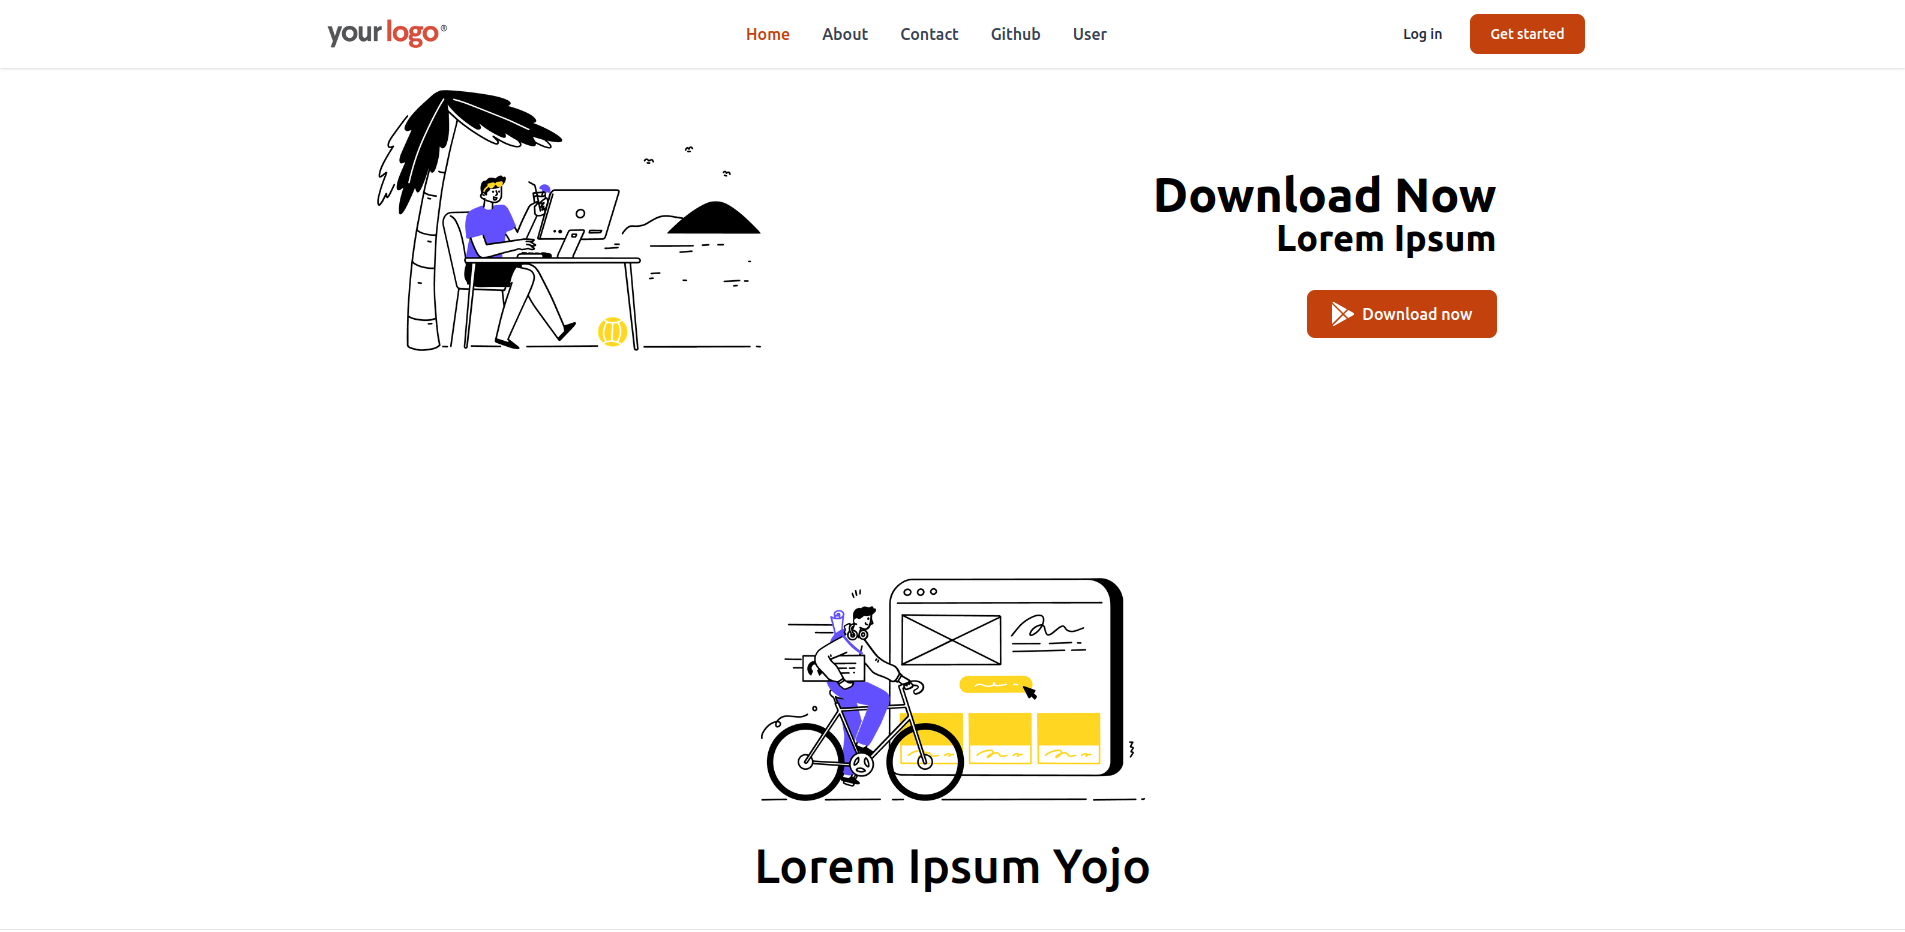 your logo ®
Home About Contact Github User
Log in Get started
Download Now
Lorem Ipsum
Download now
Lorem Ipsum Yojo